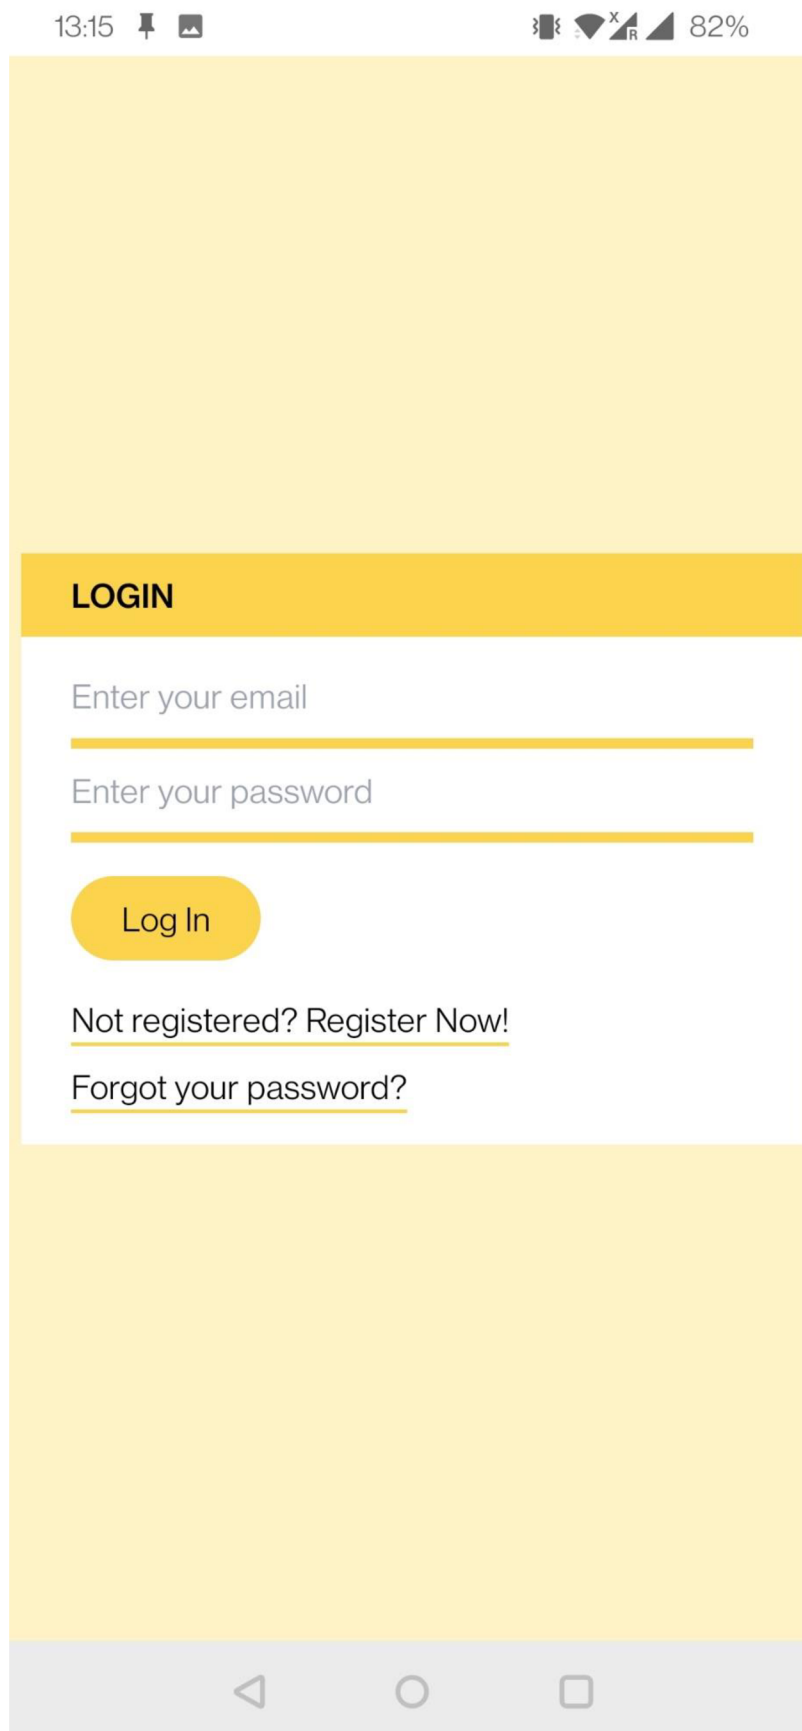 13:15 X R 82%
LOGIN
Enter your email
Enter your password
Log In
Not registered? Register Now!
Forgot your password?